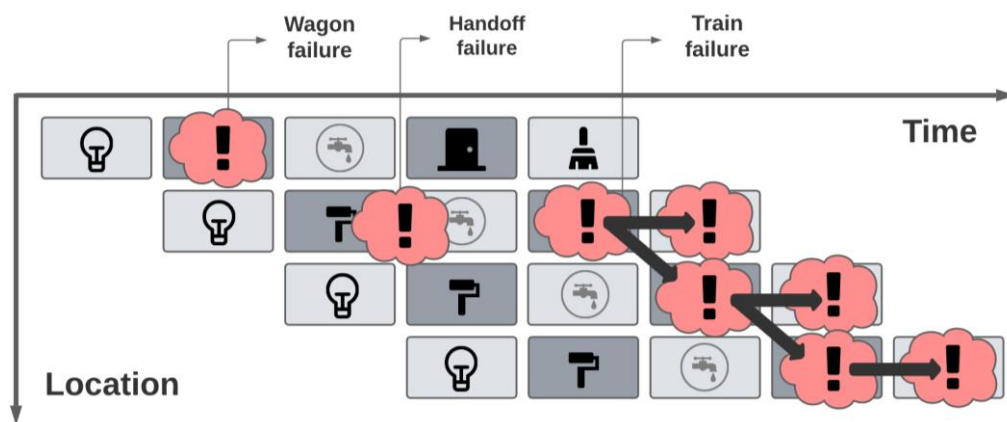 Wagon
failure
Handoff
failure
Train
failure
Time
Location